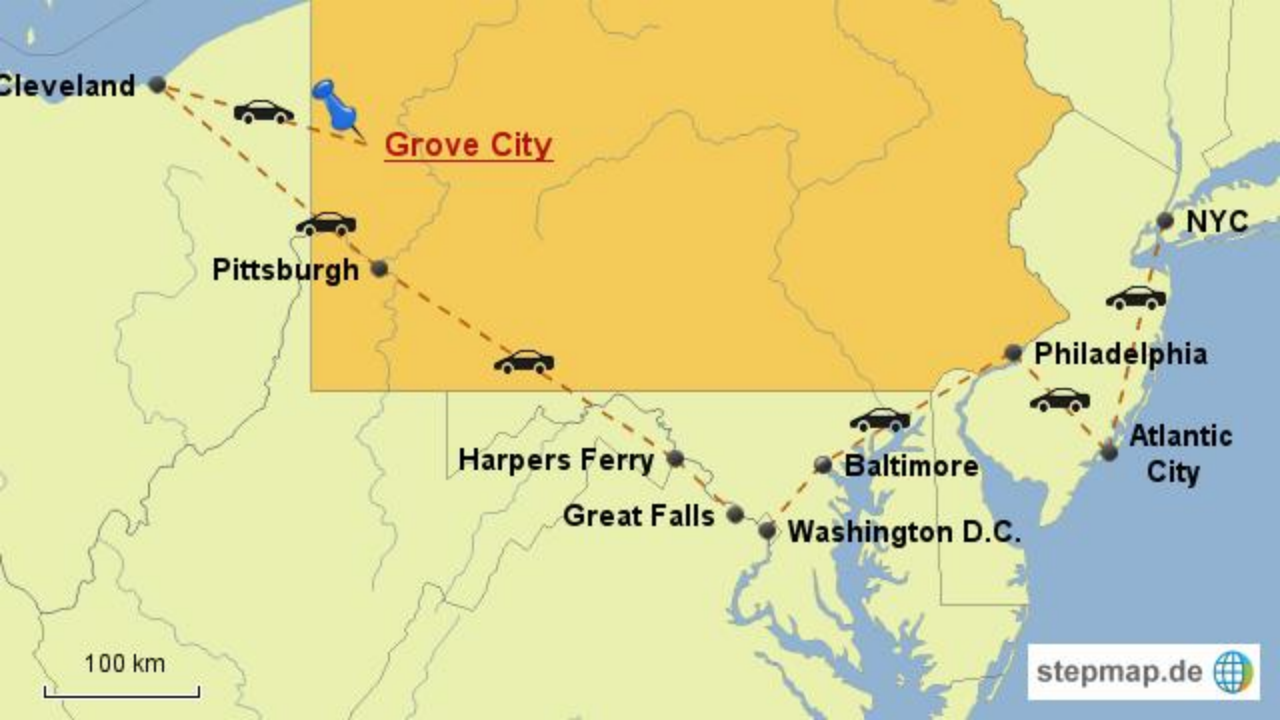 Cleveland
Grove City
NYC
Pittsburgh
Philadelphia
Atlantic
City
Harpers Ferry
Baltimore
Great Falls
Washington D.C.
100 km
stepmap.de